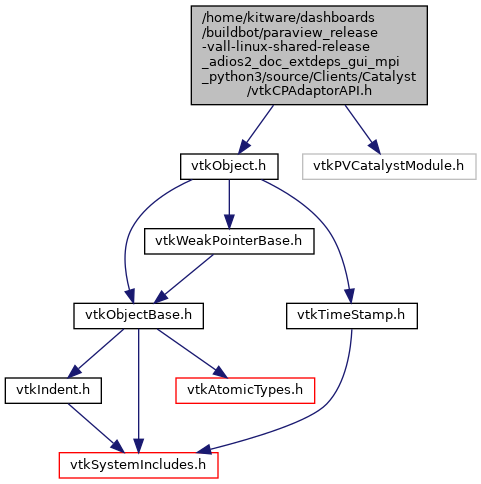 /home/kitware/dashboards
/buildbot/paraview_release
-vall-linux-shared-release
_adios2_doc_extdeps_gui_mpi
_python3/source/Clients/Catalyst
/vtkCPAdaptorAPI.h
vtkObject.h
vtkPVCatalystModule.h
vtkWeakPointerBase.h
vtkObjectBase.h
vtkTimeStamp.h
vtkIndent.h
vtkAtomicTypes.h
vtkSystemIncludes.h